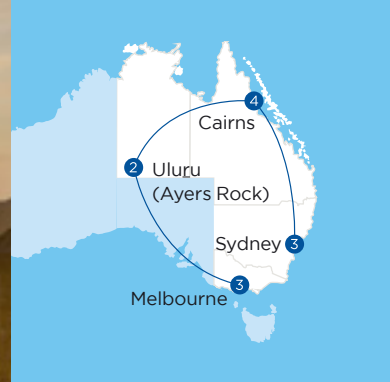 4
Cairns
2
Uluru
(Ayers Rock)
Sydney
3
3
Melbourne